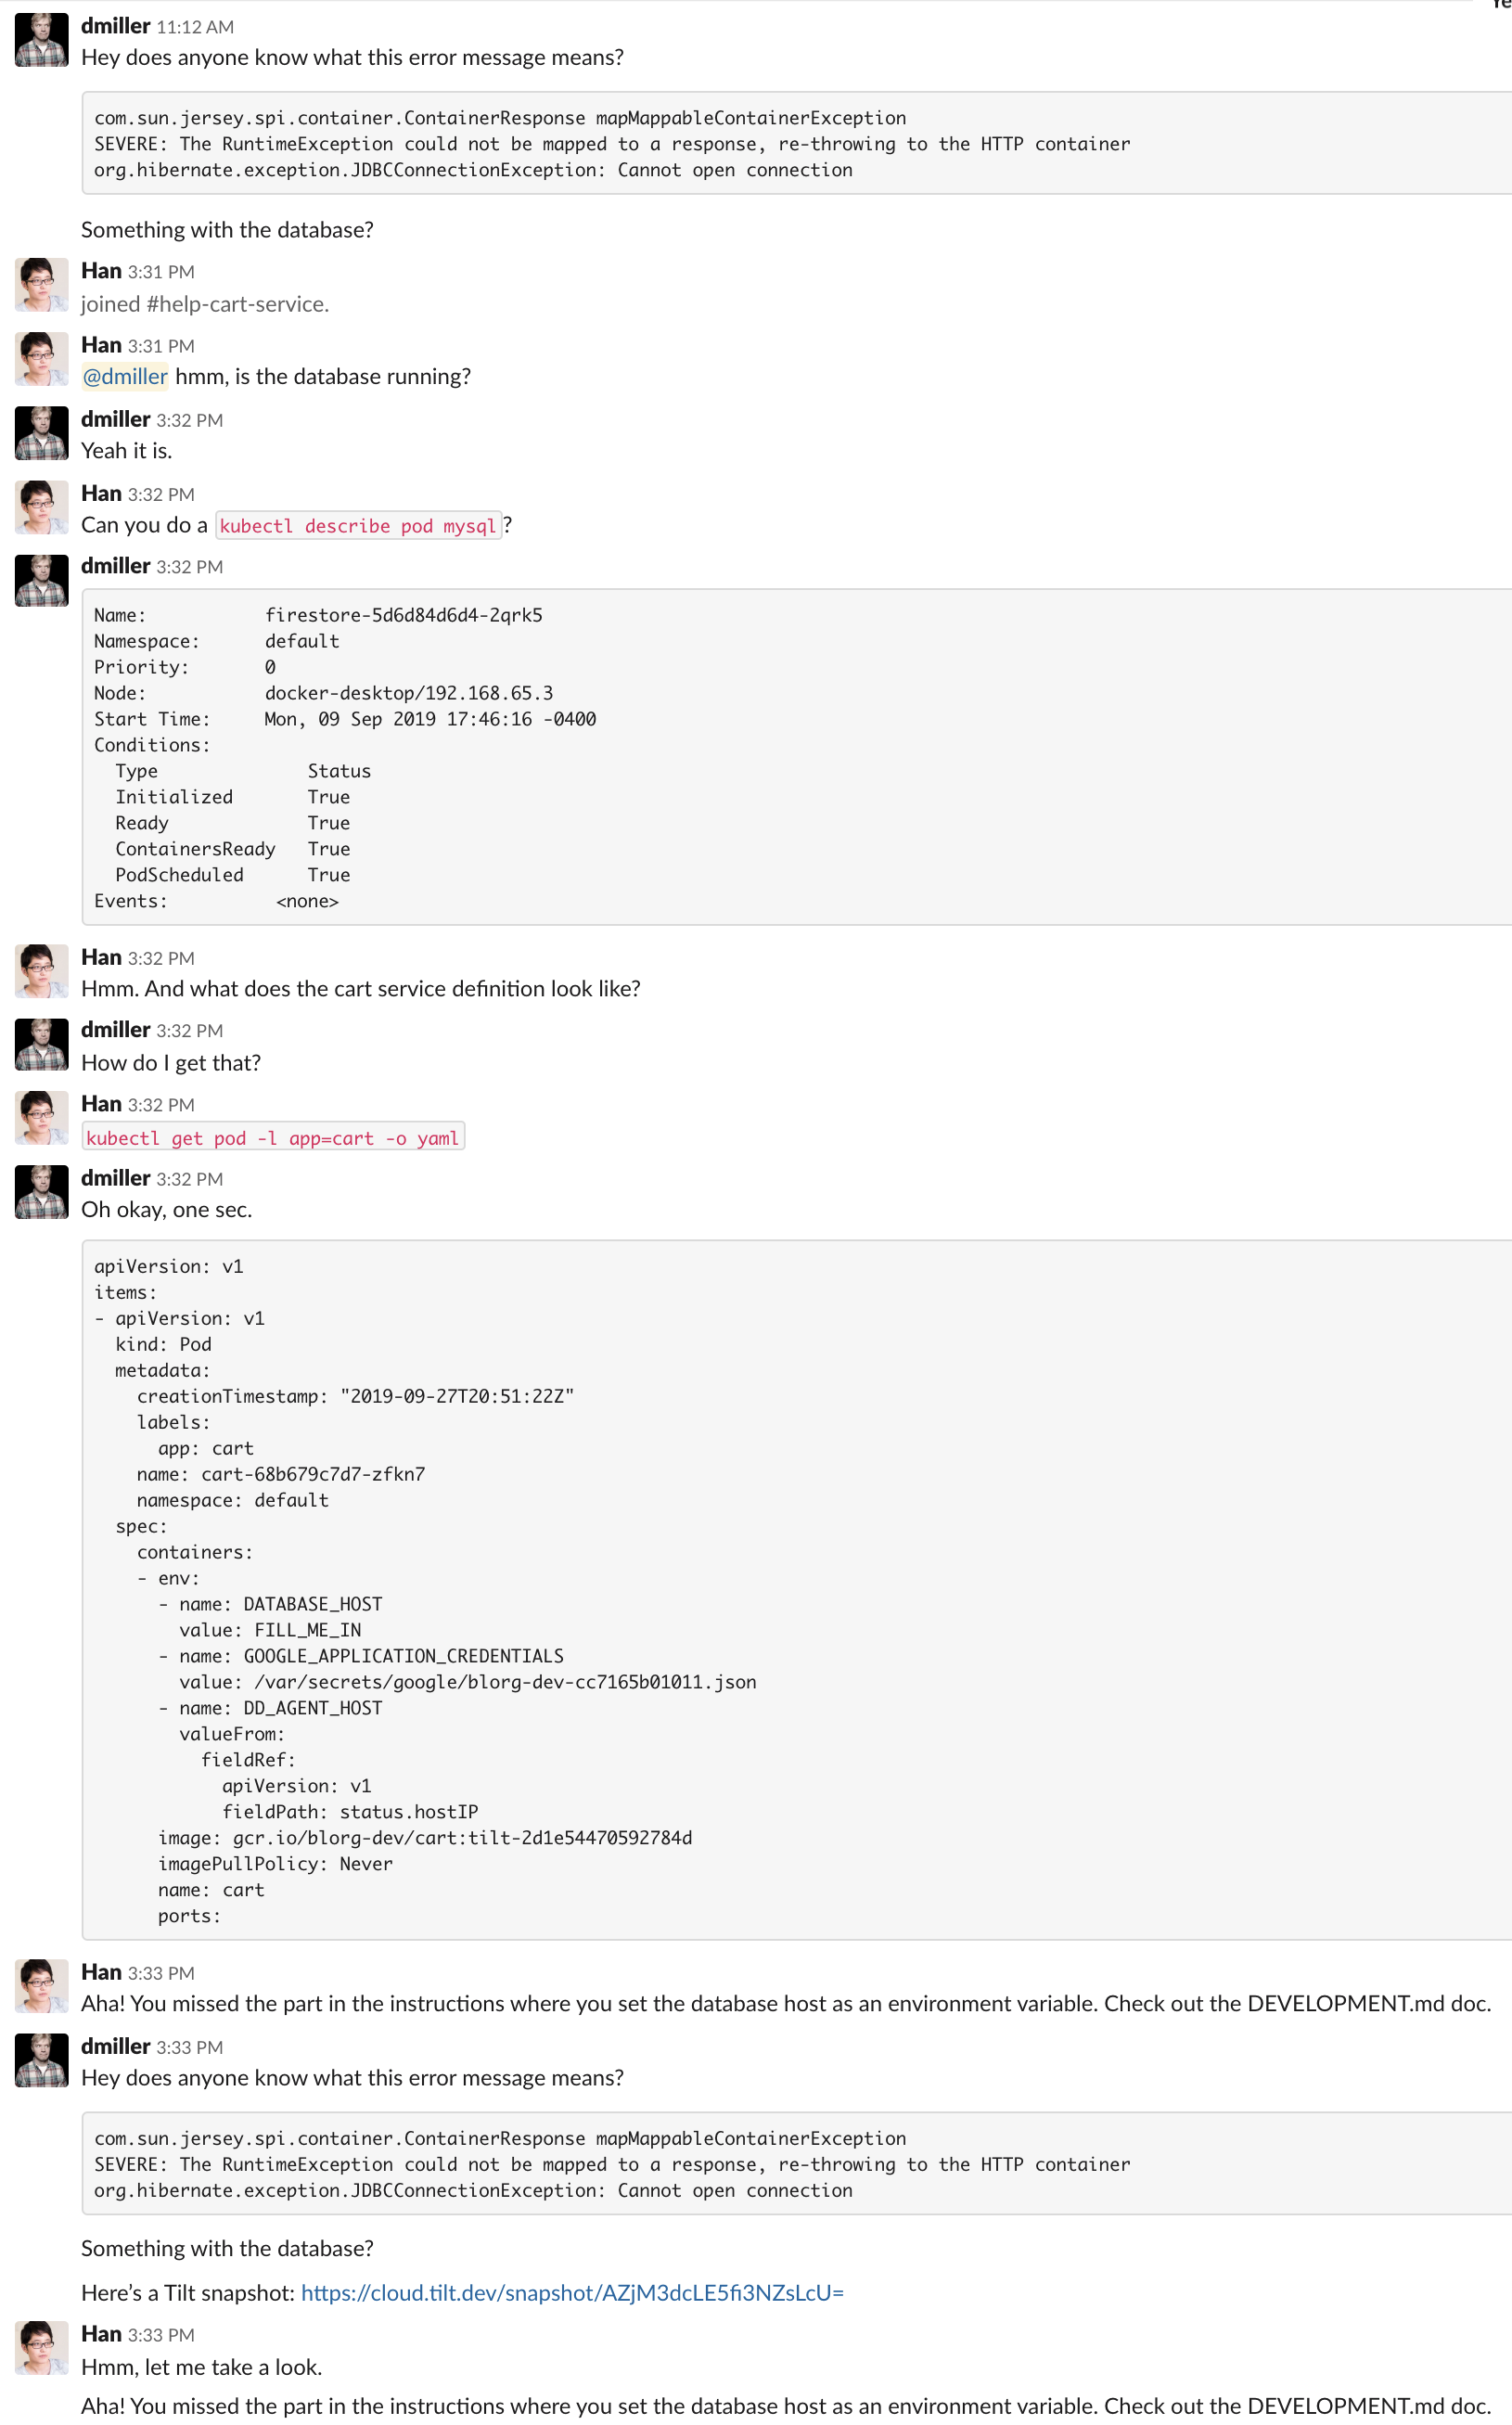 dmiller 11:12 AM
Hey does anyone know what this error message means?
com.sun.jersey.spi.container.ContainerResponse mapMappableContainerException
SEVERE: The RuntimeException could not be mapped to a response, re-throwing to the HTTP container
org.hibernate.exception.JDBCConnectionException: Cannot open connection
Something with the database?
Han 3:31 PM
joined #help-cart-service.
Han 3:31 PM
@dmiller hmm, is the database running?
dmiller 3:32 PM
Yeah it is.
Han 3:32 PM
Can you do a kubectl describe pod mysql?
dmiller 3:32 PM
Name: firestore-5d6d84d6d4-2qrk5
Namespace: default
Priority: 0
Node: docker-desktop/192.168.65.3
Start Time: Mon, 09 Sep 2019 17:46:16 -0400
Conditions:
Type Status
Initialized True
Ready True
ContainersReady True
PodScheduled True
Events: <none>
Han 3:32 PM
Hmm. And what does the cart service definition look like?
dmiller 3:32 PM
How do I get that?
Han 3:32 PM
kubectl get pod -l app=cart -o yaml
dmiller 3:32 PM
Oh okay, one sec.
apiVersion: v1
items:
- apiVersion: v1
kind: Pod
metadata:
creationTimestamp: "2019-09-27T20:51:22Z"
labels:
app: cart
name: cart-68b679c7d7-zfkn7
namespace: default
spec:
containers:
- env:
- name: DATABASE_HOST
value: FILL_ME_IN
- name: GOOGLE_APPLICATION_CREDENTIALS
value: /var/secrets/google/blorg-dev-cc7165b01011.json
- name: DD_AGENT_HOST
valueFrom:
fieldRef:
apiVersion: v1
fieldPath: status.hostIP
image: gcr.io/blorg-dev/cart:tilt-2d1e54470592784d
imagePullPolicy: Never
name: cart
ports:
Han 3:33 PM
Aha! You missed the part in the instructions where you set the database host as an environment variable. Check out the DEVELOPMENT.md doc.
dmiller 3:33 PM
Hey does anyone know what this error message means?
com.sun.jersey.spi.container.ContainerResponse mapMappableContainerException
SEVERE: The RuntimeException could not be mapped to a response, re-throwing to the HTTP container
org.hibernate.exception.JDBCConnectionException: Cannot open connection
Something with the database?
Here's a Tilt snapshot: https://cloud.tilt.dev/snapshot/AZjM3dcLE5fi3NZsLcU=
Han 3:33 PM
Hmm, let me take a look.
Aha! You missed the part in the instructions where you set the database host as an environment variable. Check out the DEVELOPMENT.md doc.